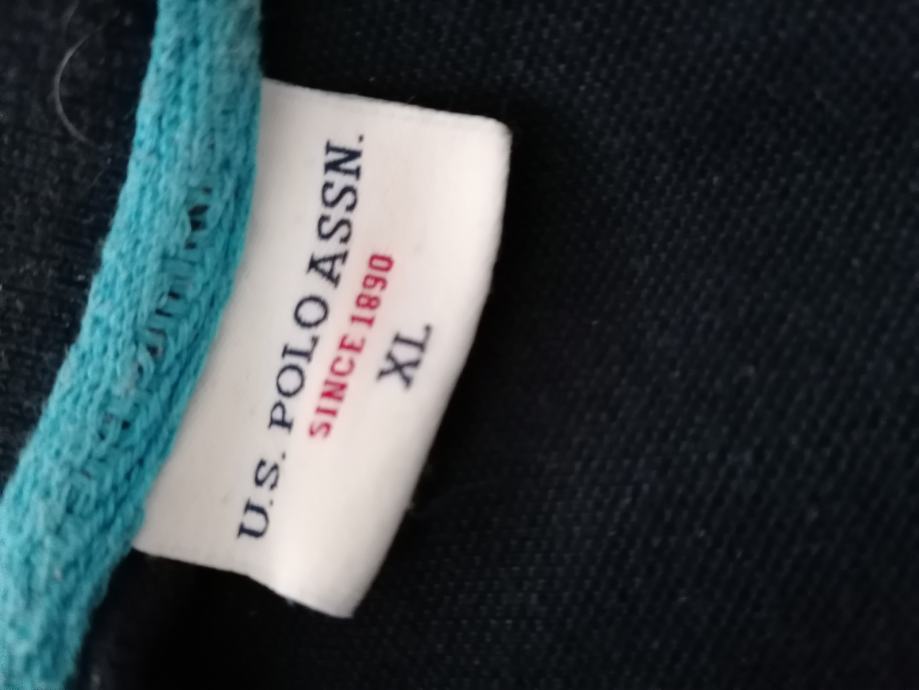 U.S. POLO ASSN.
SINCE 1890
XL